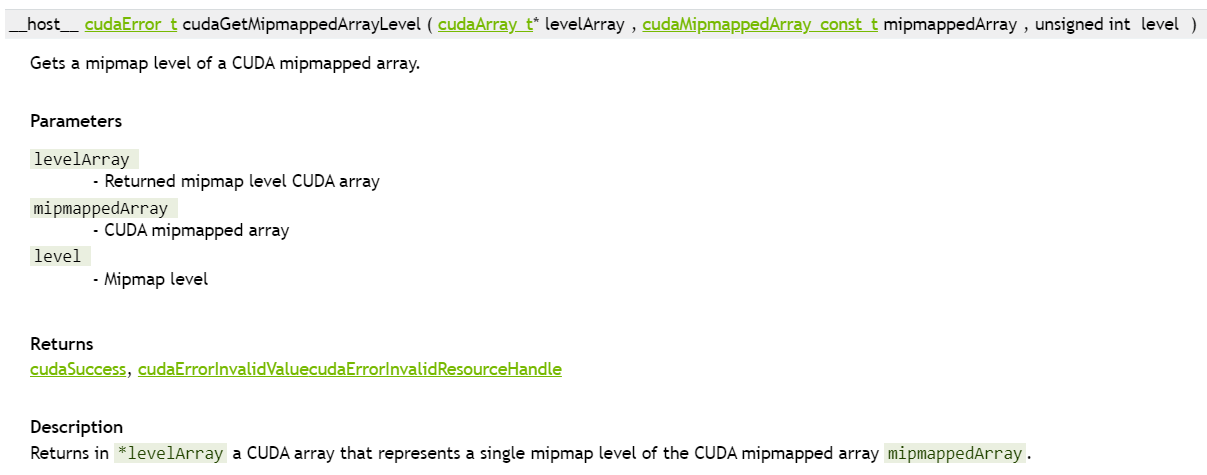 __host__ cudaError_t cudaGetMipmappedArrayLevel ( cudaArray_t* levelArray , cudaMipmappedArray_const_t mipmappedArray , unsigned int level )
Gets a mipmap level of a CUDA mipmapped array.
Parameters
levelArray
- Returned mipmap level CUDA array
mipmappedArray
- CUDA mipmapped array
level
- Mipmap level
Returns
cudaSuccess, cudaErrorInvalidValuecudaErrorInvalidResourceHandle
Description
Returns in *levelArray a CUDA array that represents a single mipmap level of the CUDA mipmapped array mipmappedArray.